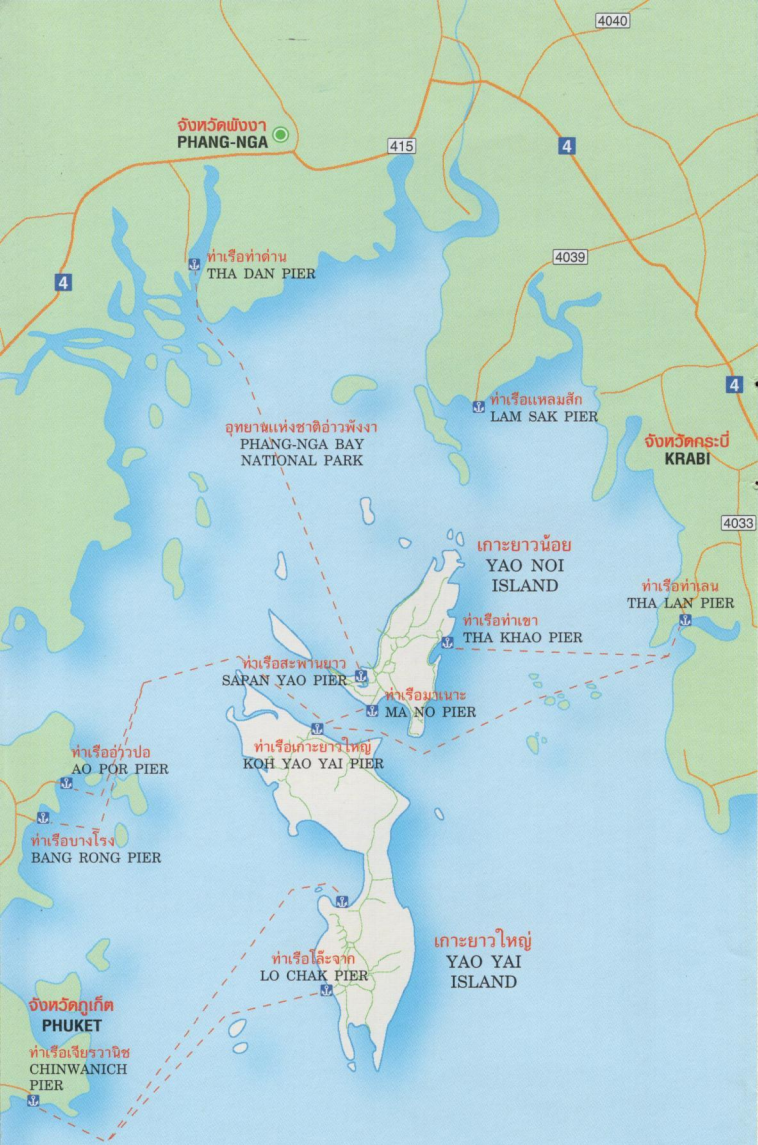 4040
จังหวัดพังงา
PHANG-NGA
415
4
ท่าเรือท่าด่าน
THA DAN PIER
4039
4
ท่าเรือแหลมสัก
LAM SAK PIER
4
อุทยานแห่งชาติอ่าวพังงา
PHANG-NGA BAY
NATIONAL PARK
จังหวัดกระบี่
KRABI
4033
เกาะยาวน้อย
YAO NOI
ISLAND
ท่าเรือท่าเลน
THA LAN PIER
ท่าเรือท่าเขา
THA KHAO PIER
ท่าเรือสะพานยาว
SAPAN YAO PIER
ท่าเรือมาเนาะ
MA NO PIER
ท่าเรือเกาะยาวใหญ่
KOH YAO YAI PIER
ท่าเรืออ่าวปอ
AO POR PIER
ท่าเรือบางโรง
BANG RONG PIER
เกาะยาวใหญ่
YAO YAI
ISLAND
ท่าเรือโล๊ะจาก
LO CHAK PIER
จังหวัดภูเก็ต
PHUKET
ท่าเรือเจียรวานิช
CHINWANICH
PIER